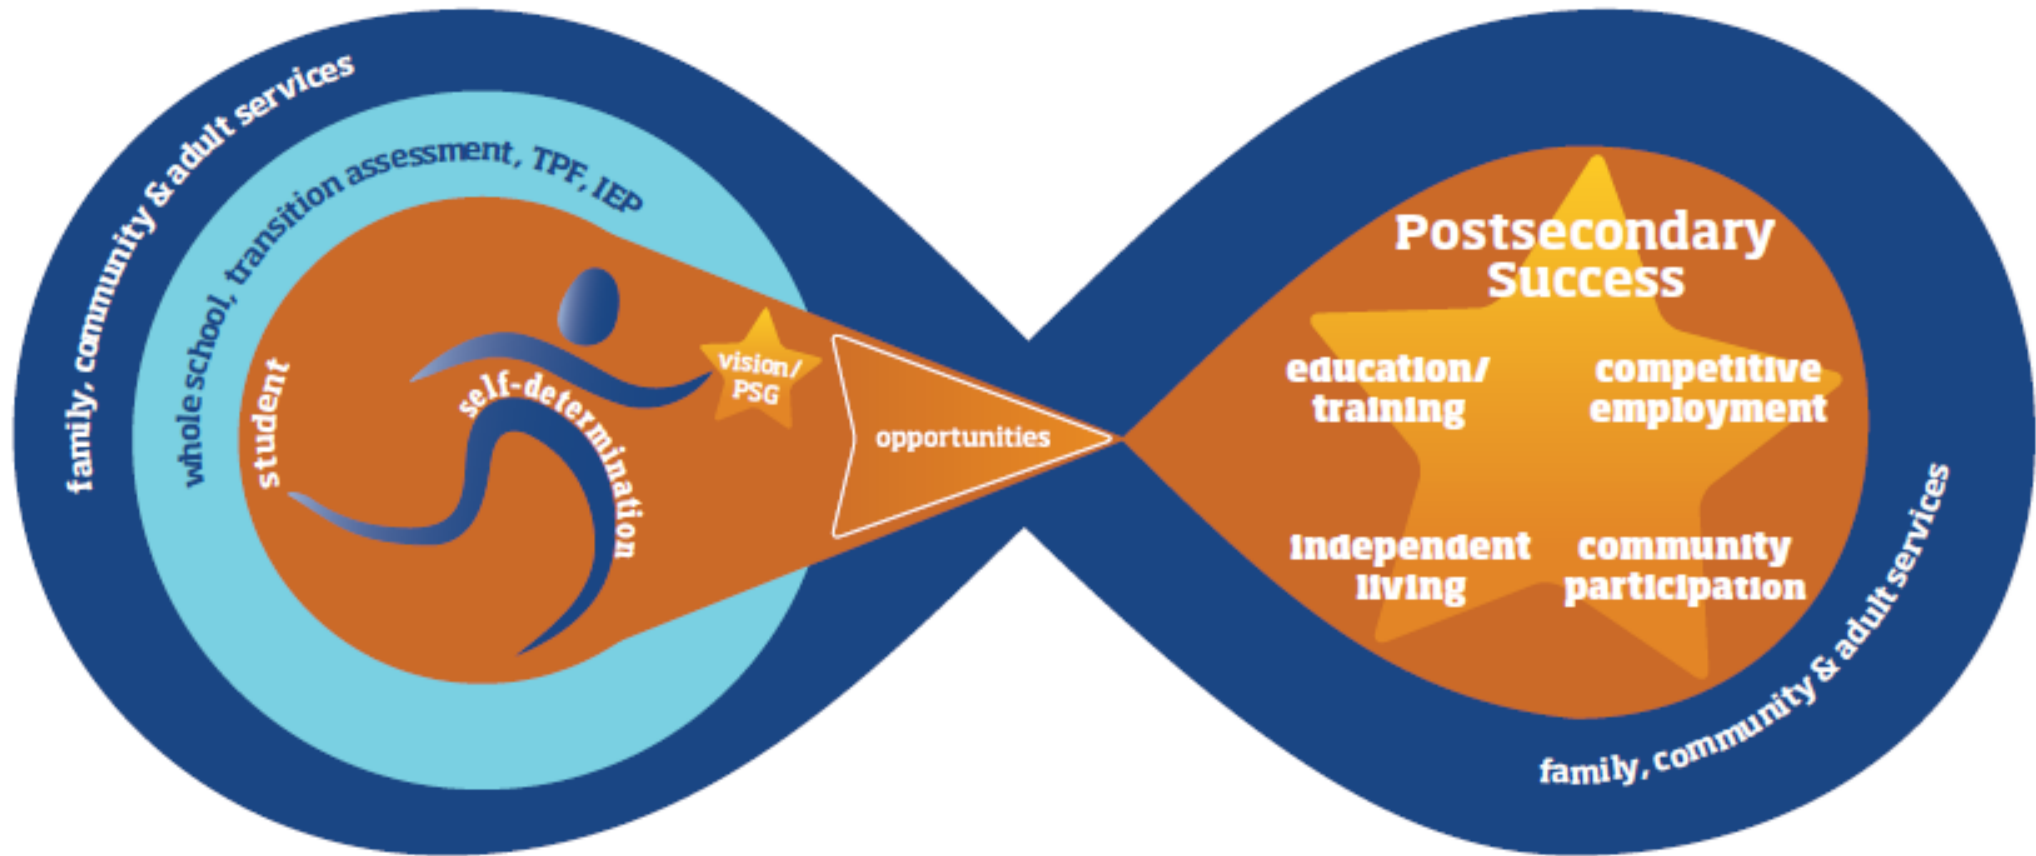 family, community & adult services
whole school, transition assessment, TPF, IEP
student
self-determination
vision/
PSG
opportunities
Postsecondary
Success
education/
training
competitive
employment
independent
living
community
participation
family, community & adult services